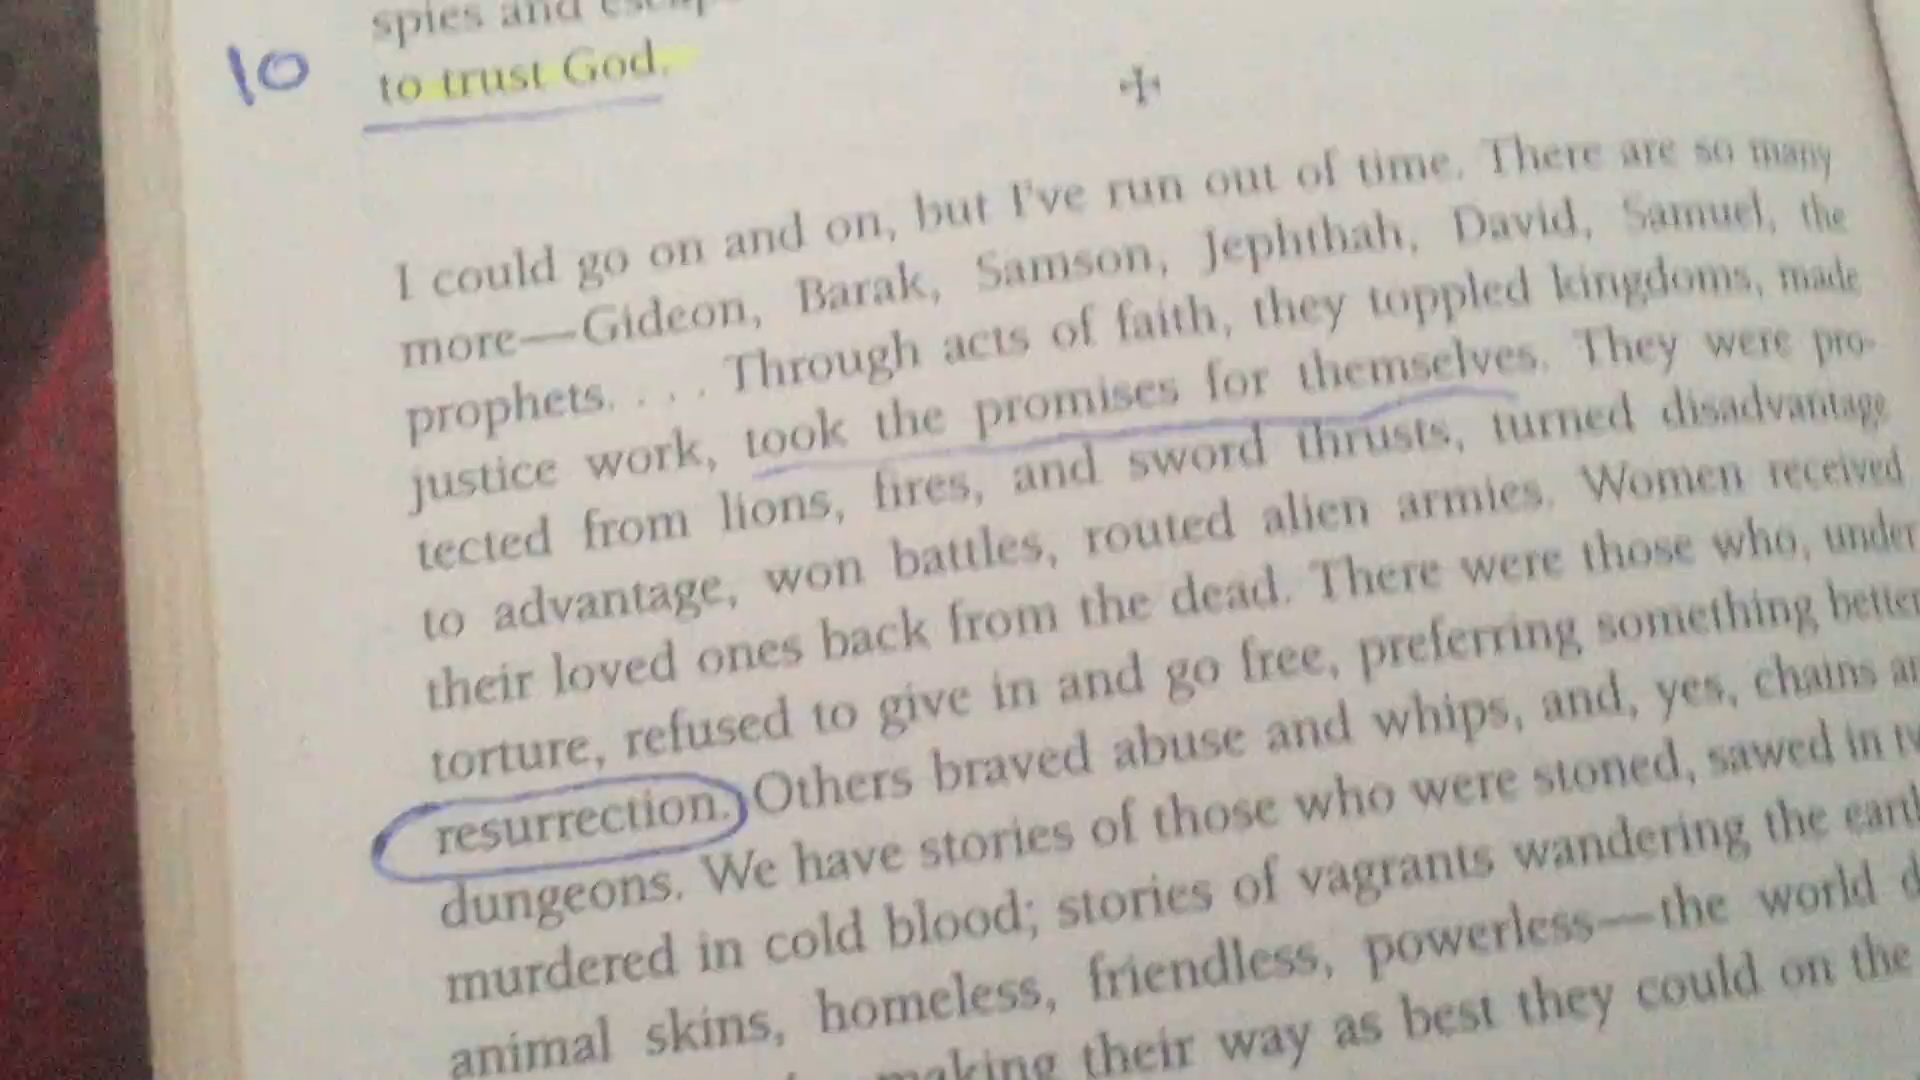 spies and
10
to trust God.
I could go on and on, but I've run out of time. There are so many
more—Gideon, Barak, Samson, Jephthah, David, Samuel, the
prophets. . . . Through acts of faith, they toppled kingdoms, made
justice work, took the promises for themselves. They were pro-
tected from lions, fires, and sword thrusts, turned disadvantage
to advantage, won battles, routed alien armies. Women received
their loved ones back from the dead. There were those who, under
torture, refused to give in and go free, preferring something better
resurrection. Others braved abuse and whips, and, yes, chains
dungeons. We have stories of those who were stoned, sawed in
murdered in cold blood; stories of vagrants wandering the
animal skins, homeless, friendless, powerless—the world
making their way as best they could on the